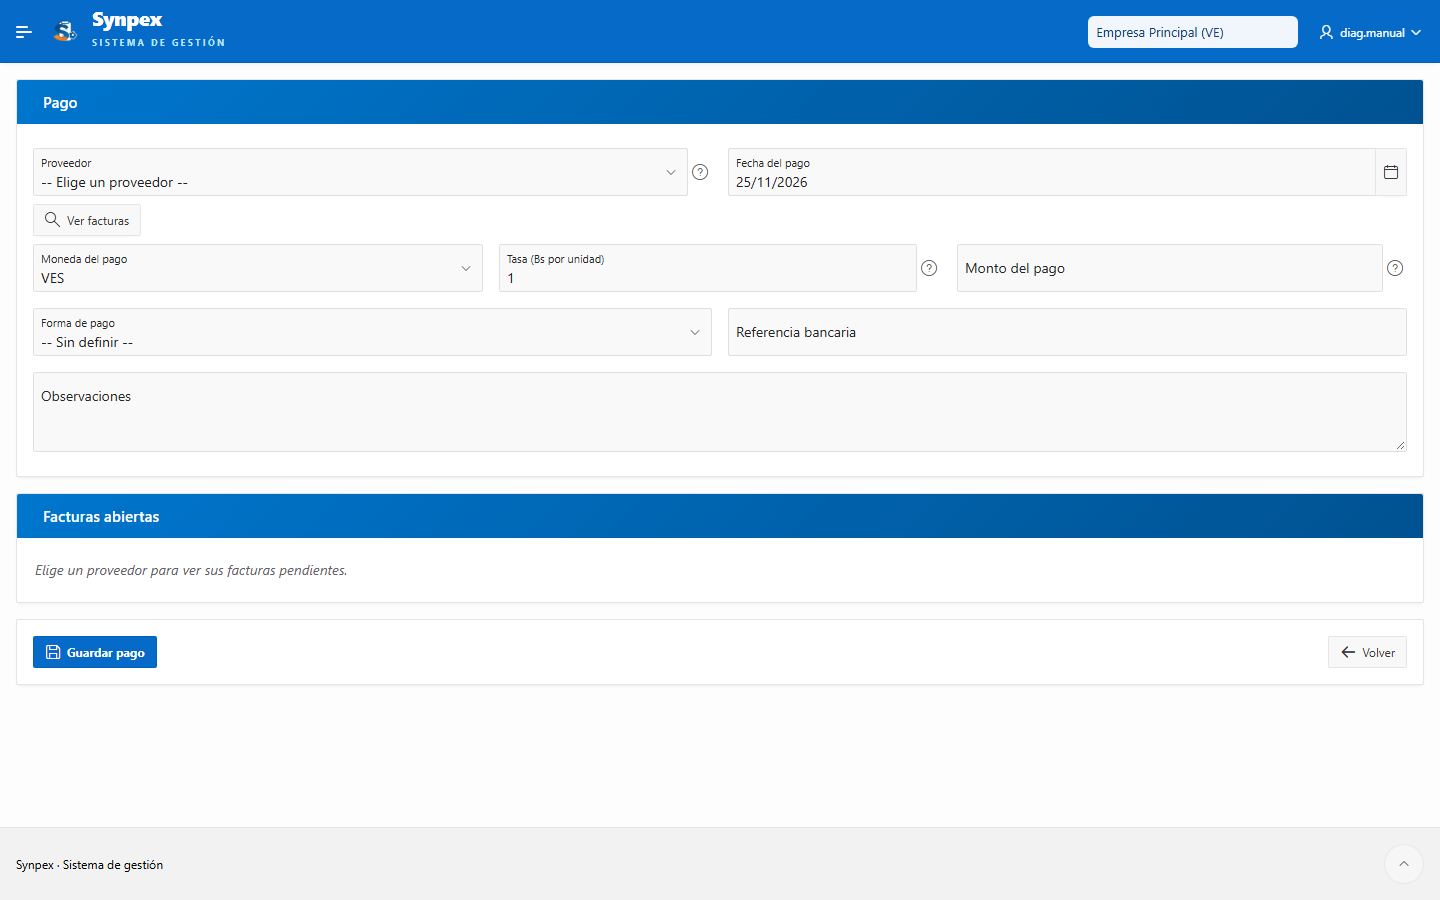 Synpex
SISTEMA DE GESTIÓN
Empresa Principal (VE)
diag.manual
Pago
Proveedor
-- Elige un proveedor --
Fecha del pago
25/11/2026
Ver facturas
Moneda del pago
VES
Tasa (Bs por unidad)
1
Monto del pago
Forma de pago
-- Sin definir --
Referencia bancaria
Observaciones
Facturas abiertas
Elige un proveedor para ver sus facturas pendientes.
Guardar pago
Volver
Synpex · Sistema de gestión